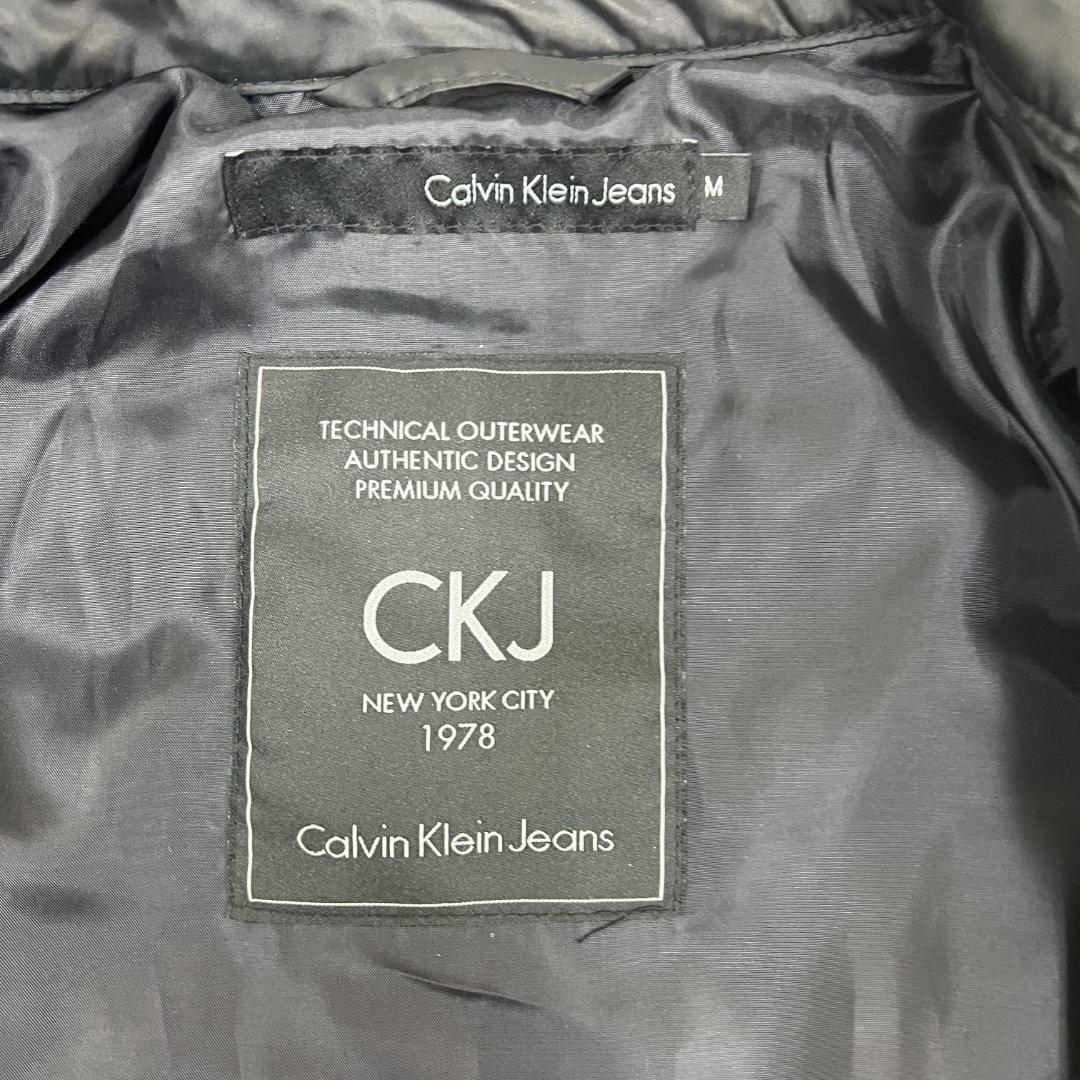 Calvin Klein Jeans M
TECHNICAL OUTERWEAR
AUTHENTIC DESIGN
PREMIUM QUALITY
CKJ
NEW YORK CITY
1978
Calvin Klein Jeans